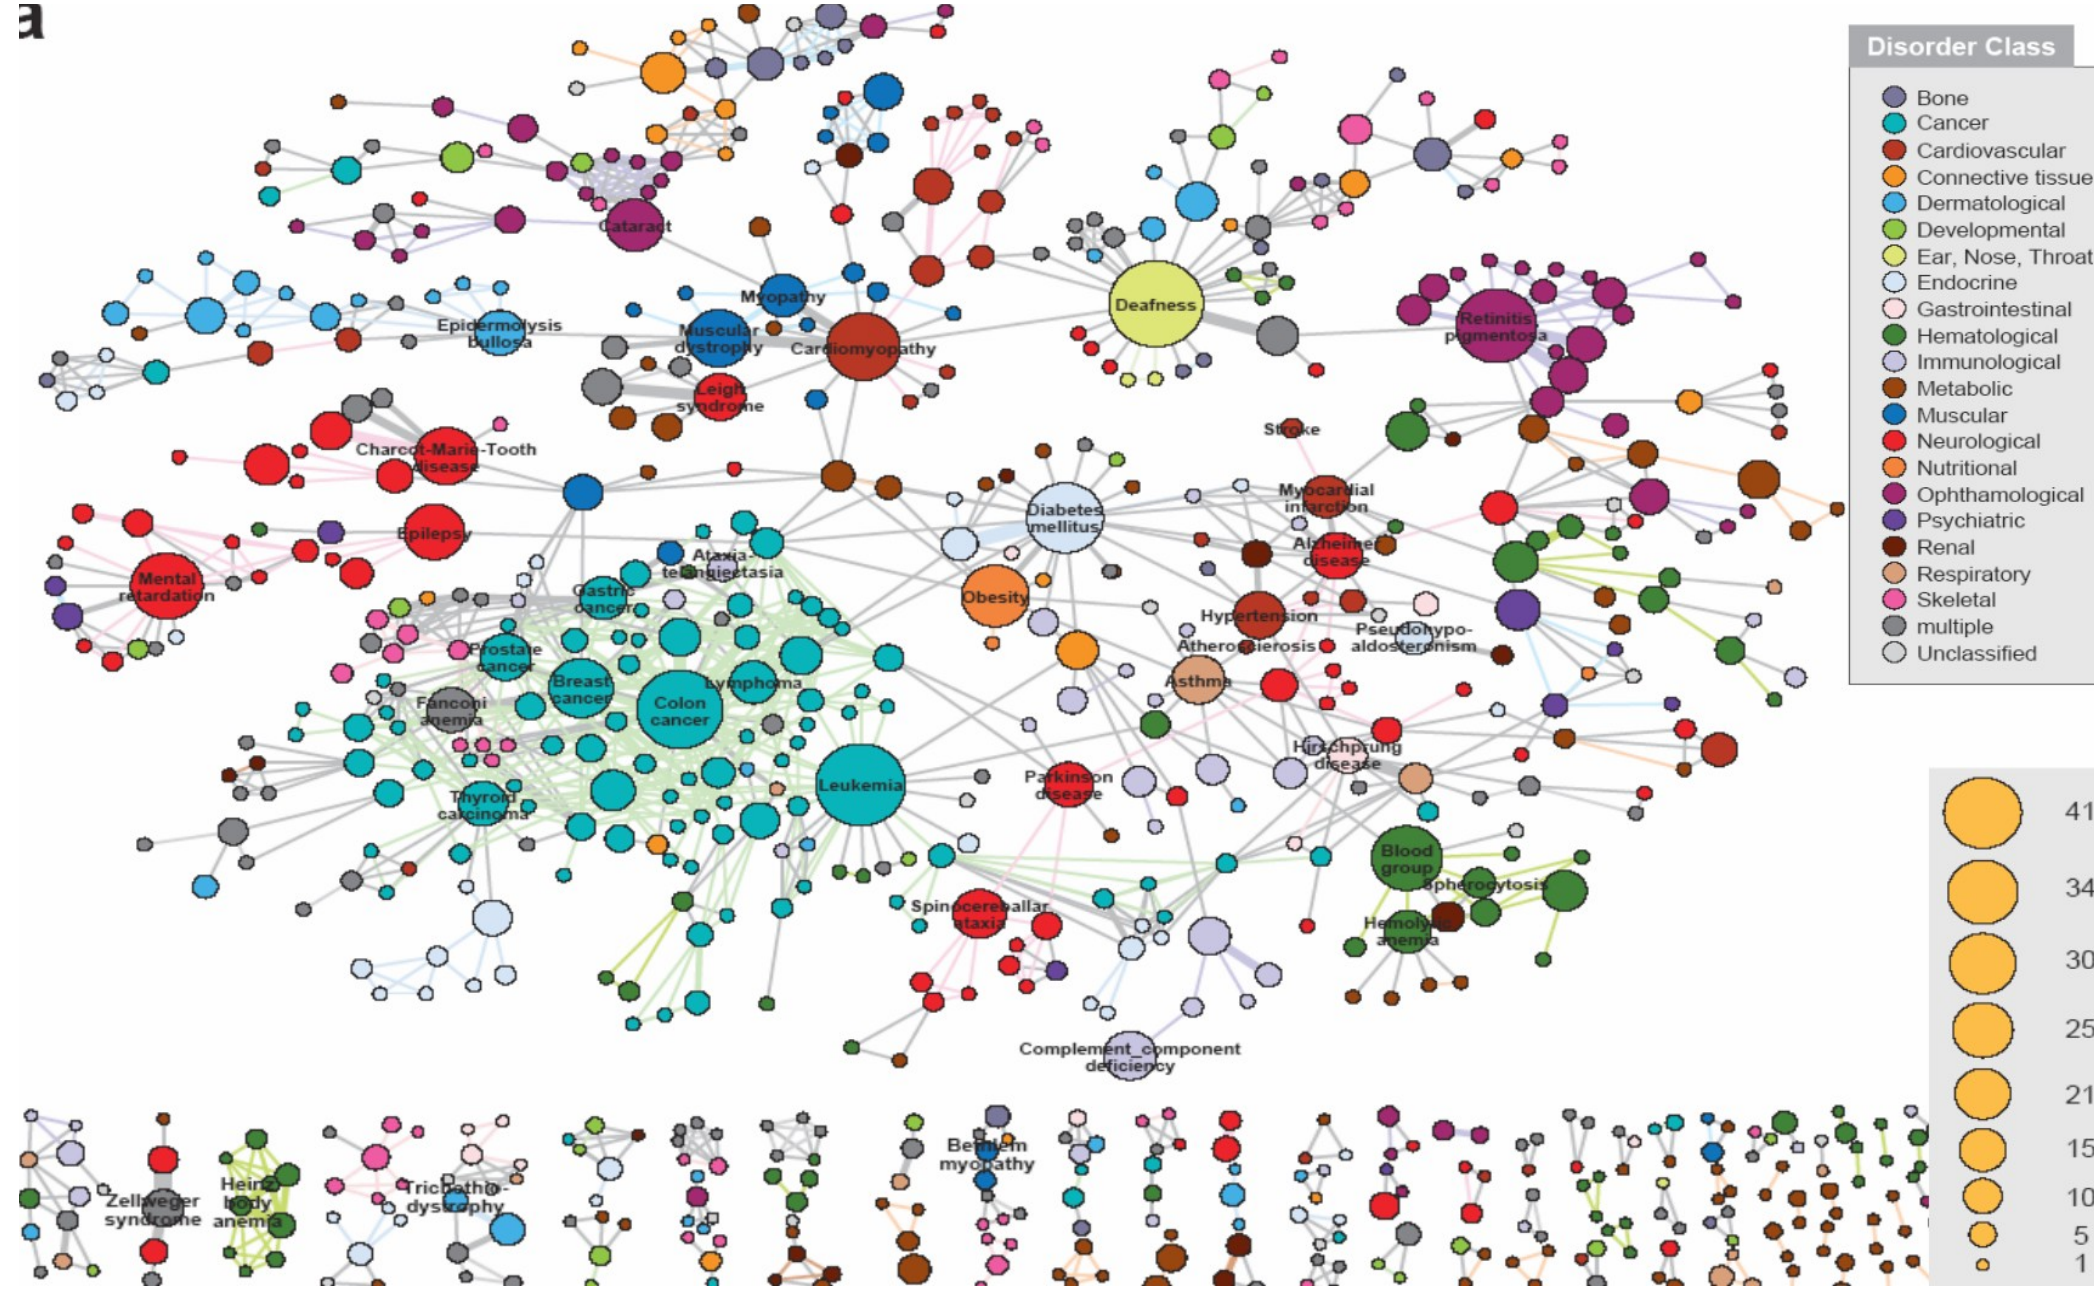 a
Disorder Class
Bone
Cancer
Cardiovascular
Connective tissue
Dermatological
Developmental
Ear, Nose, Throat
Endocrine
Gastrointestinal
Hematological
Immunological
Metabolic
Muscular
Neurological
Nutritional
Ophthamological
Psychiatric
Renal
Respiratory
Skeletal
multiple
Unclassified
Cataract
Myopathy
Deafness
Retinitis
pigmentosa
Epidermolysis
bullosa
Muscular
dystrophy
Cardiomyopathy
Leigh
syndrome
Charcot-Marie-Tooth
disease
Stroke
Epilepsy
Diabetes
mellitus
Myocardial
infarction
Mental
retardation
Ataxia-
telangiectasia
Alzheimer
disease
Gastric
cancer
Obesity
Hypertension
Pseudohypo-
aldosteronism
Prostate
cancer
Atherosclerosis
Breast
cancer
Lymphoma
Asthma
Fanconi
anemia
Colon
cancer
Hirschprung
disease
Leukemia
Parkinson
disease
Thyroid
carcinoma
Blood
group
Spherocytosis
Spinocereballar
ataxia
Hemolytic
anemia
Complement_component
deficiency
Zellweger
syndrome
Heinz
body
anemia
Trichothio-
dystrophy
Bethlem
myopathy
41
34
30
25
21
15
10
5
1